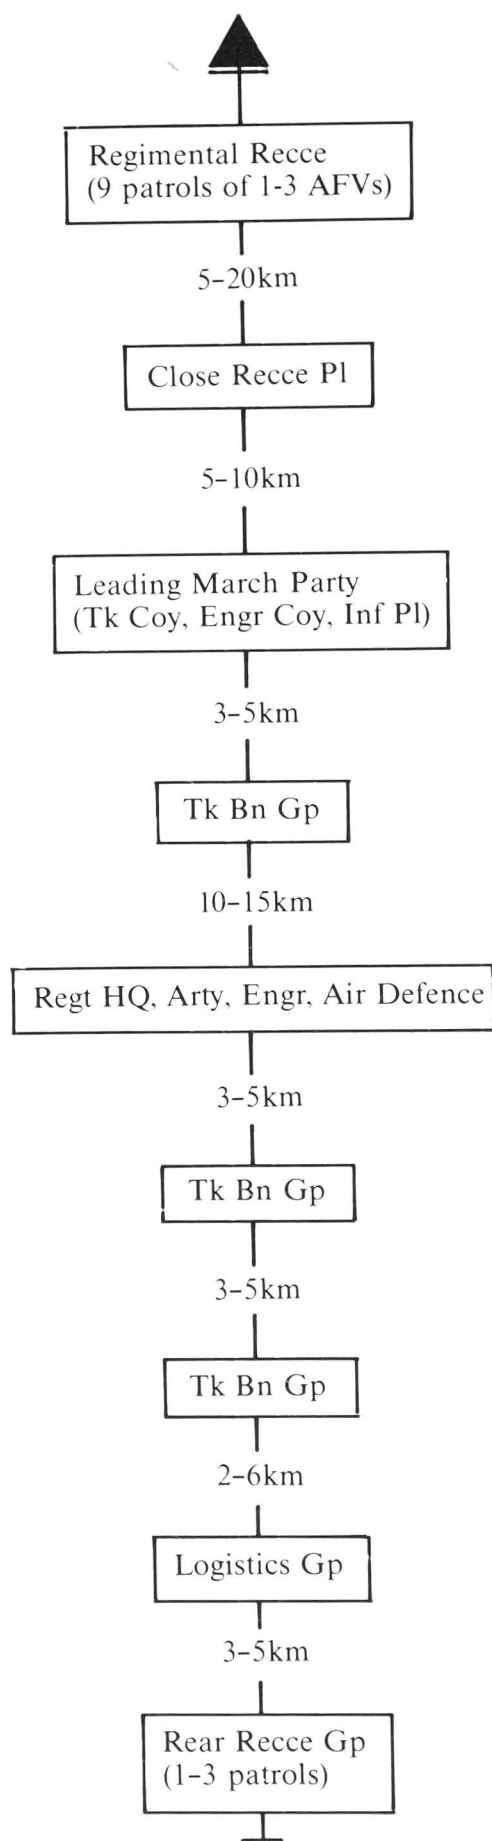 Regimental Recce
(9 patrols of 1-3 AFVs)
5-20km
Close Recce Pl
5-10km
Leading March Party
(Tk Coy, Engr Coy, Inf Pl)
3-5km
Tk Bn Gp
10-15km
Regt HQ, Arty, Engr, Air Defence
3-5km
Tk Bn Gp
3-5km
Tk Bn Gp
2-6km
Logistics Gp
3-5km
Rear Recce Gp
(1-3 patrols)